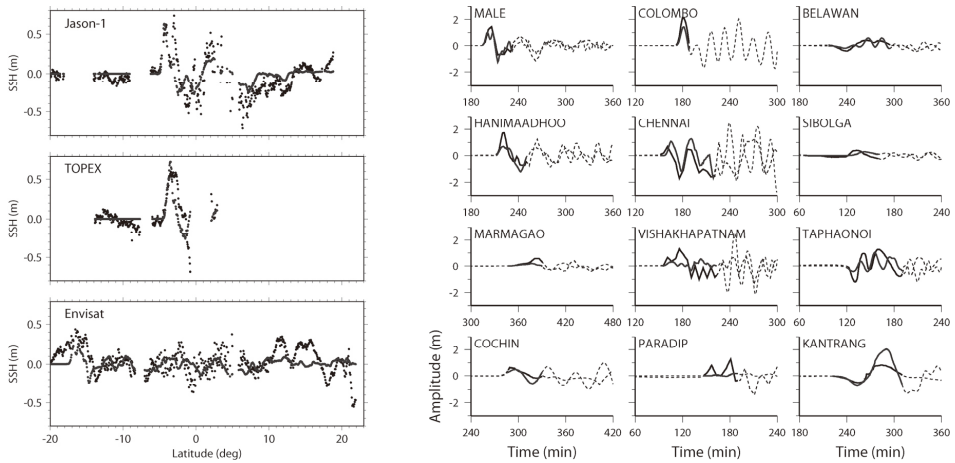 Jason-1
0.5
0.0
-0.5
SSH (m)
TOPEX
0.5
0.0
-0.5
SSH (m)
Envisat
0.5
0.0
-0.5
SSH (m)
-20 -10 0 10 20
Latitude (deg)
MALE COLOMBO BELAWAN
2
0
-2
180 240 300 360 120 180 240 300 180 240 300 360
HANIMAADHOO CHENNAI SIBOLGA
2
0
-2
180 240 300 360 120 180 240 300 60 120 180 240
MARMAGAO VISHAKHAPATNAM TAPHAONOI
2
0
-2
300 360 420 480 120 180 240 300 60 120 180 240 300
COCHIN PARADIP KANTRANG
2
0
-2
240 300 360 420 60 120 180 240 180 240 300 360
Amplitude (m)
Time (min) Time (min) Time (min)